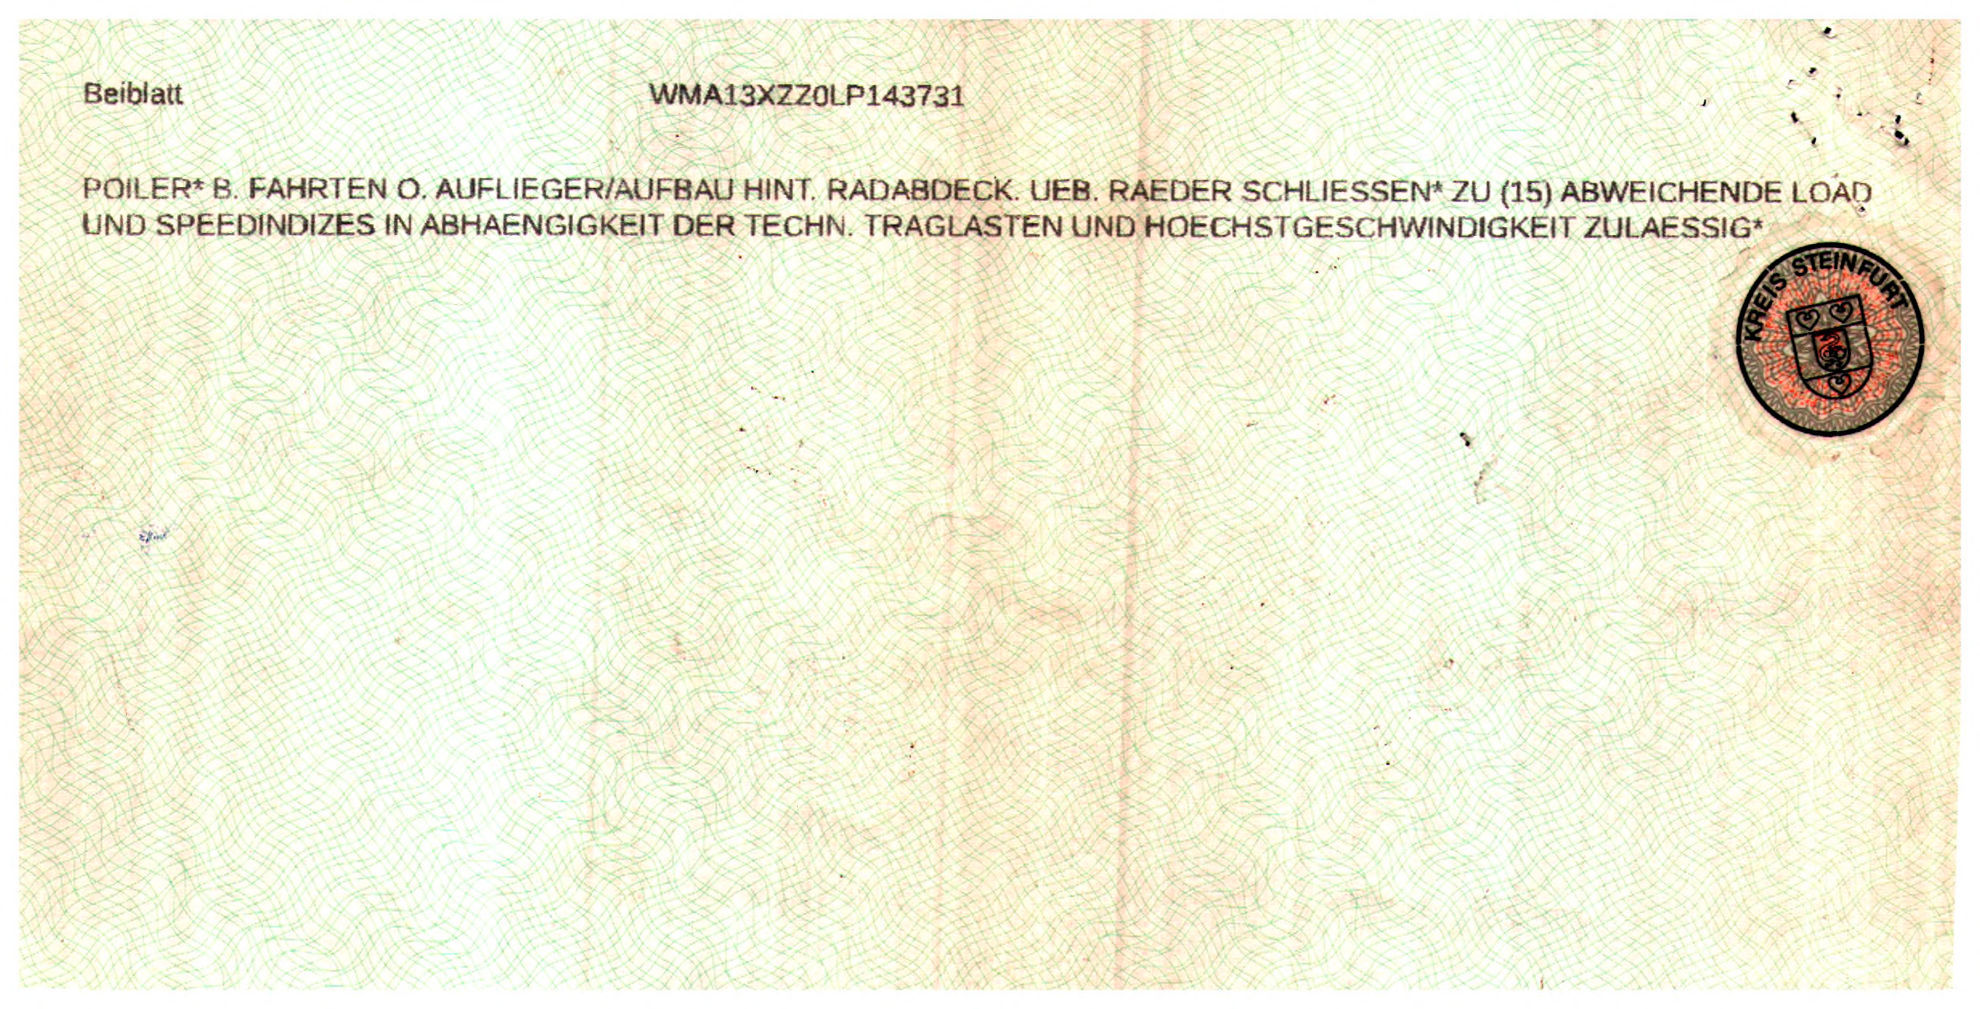 Beiblatt WMA13XZZ0LP143731
POILER* B. FAHRTEN O. AUFLIEGER/AUFBAU HINT. RADABDECK. UEB. RAEDER SCHLIESSEN* ZU (15) ABWEICHENDE LOAD
UND SPEEDINDIZES IN ABHAENGIGKEIT DER TECHN. TRAGLASTEN UND HOECHSTGESCHWINDIGKEIT ZULAESSIG*
KREIS STEINFURT